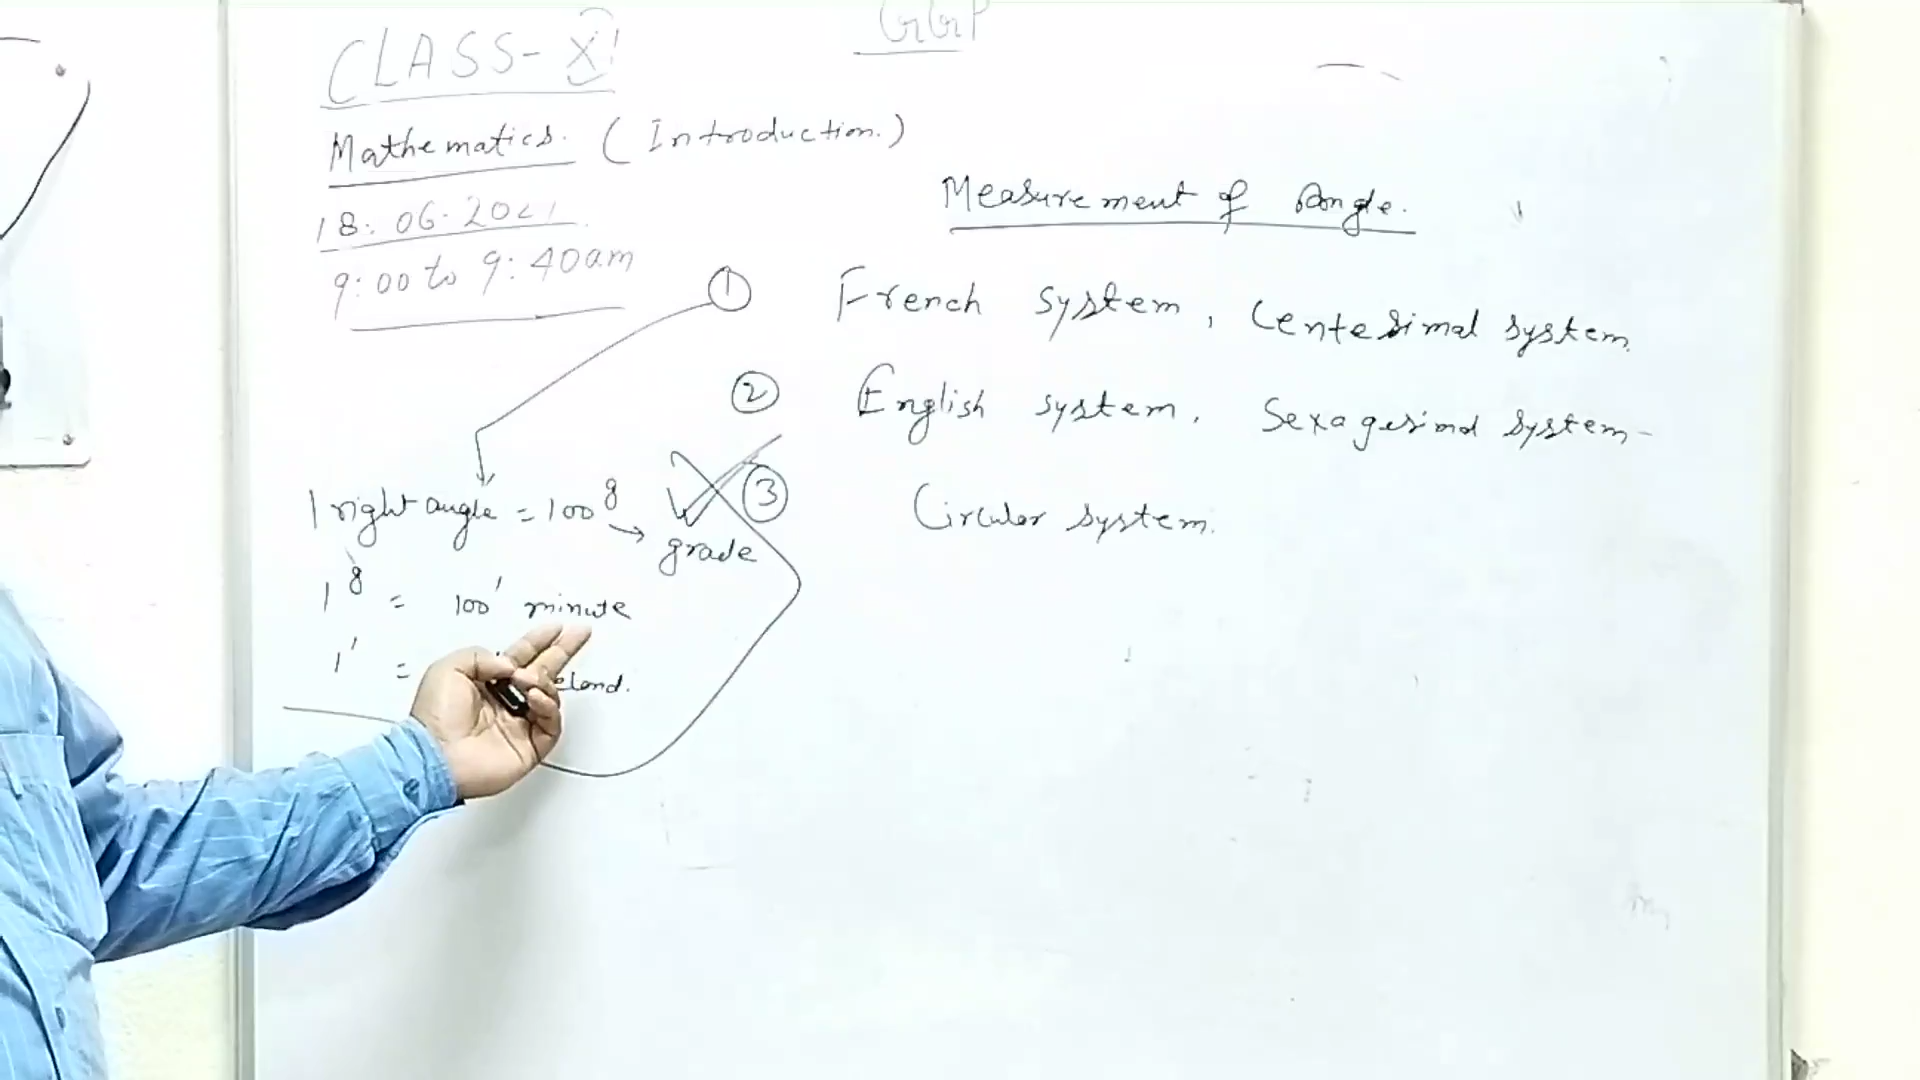 GGP
CLASS-XI
Mathematics. (Introduction.)
18.06.2021
9:00 to 9:40am
Measurement of Angle.
1 French system, Centesimal system.
2 English system, Sexagesimal system-
3 Circular system.
1 right angle = 100g → grade
1g = 100' minute
1' =